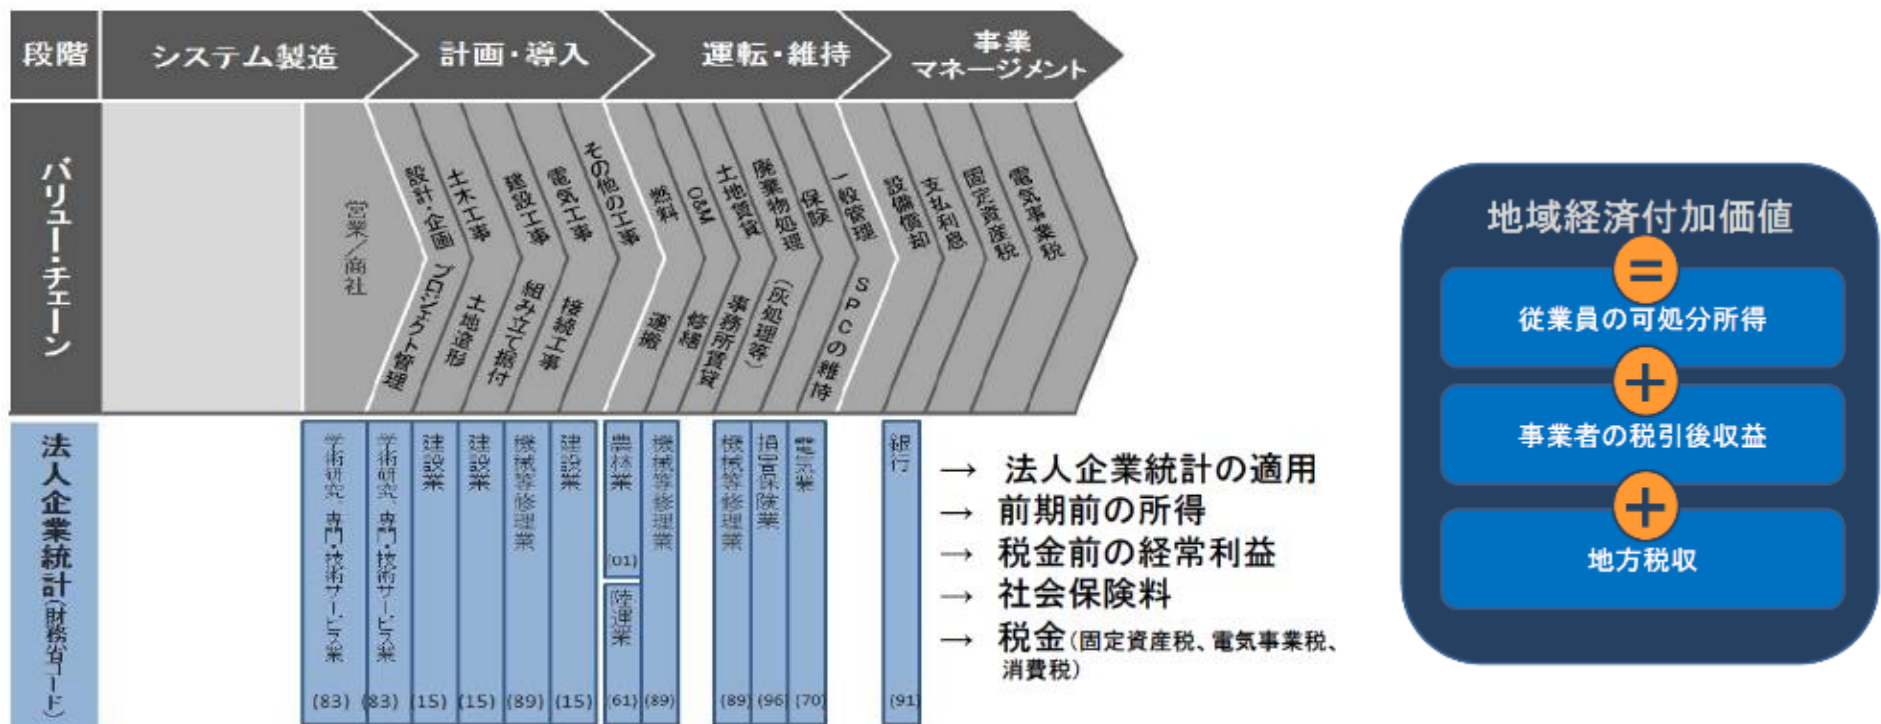 段階
システム製造
計画・導入
運転・維持
事業
マネージメント
バリュー・チェーン
営業／商社
設計・企画
プロジェクト管理
土木工事
土地造形
建設工事
組み立て据付
電気工事
接続工事
その他の工事
燃料
運搬
O&M
修繕
土地賃貸
事務所賃貸
廃棄物処理
（灰処理等）
保険
一般管理
SPCの維持
設備償却
支払利息
固定資産税
電気事業税
法人企業統計(財務省コード)
学術研究、専門・技術サービス業
(83)
学術研究、専門・技術サービス業
(83)
建設業
(15)
建設業
(15)
機械等修理業
(89)
建設業
(15)
農林業
(01)
陸運業
(61)
機械等修理業
(89)
機械等修理業
(89)
損害保険業
(96)
電気業
(70)
銀行
(91)
→ 法人企業統計の適用
→ 前期前の所得
→ 税金前の経常利益
→ 社会保険料
→ 税金(固定資産税、電気事業税、
消費税)
地域経済付加価値
=
従業員の可処分所得
+
事業者の税引後収益
+
地方税収